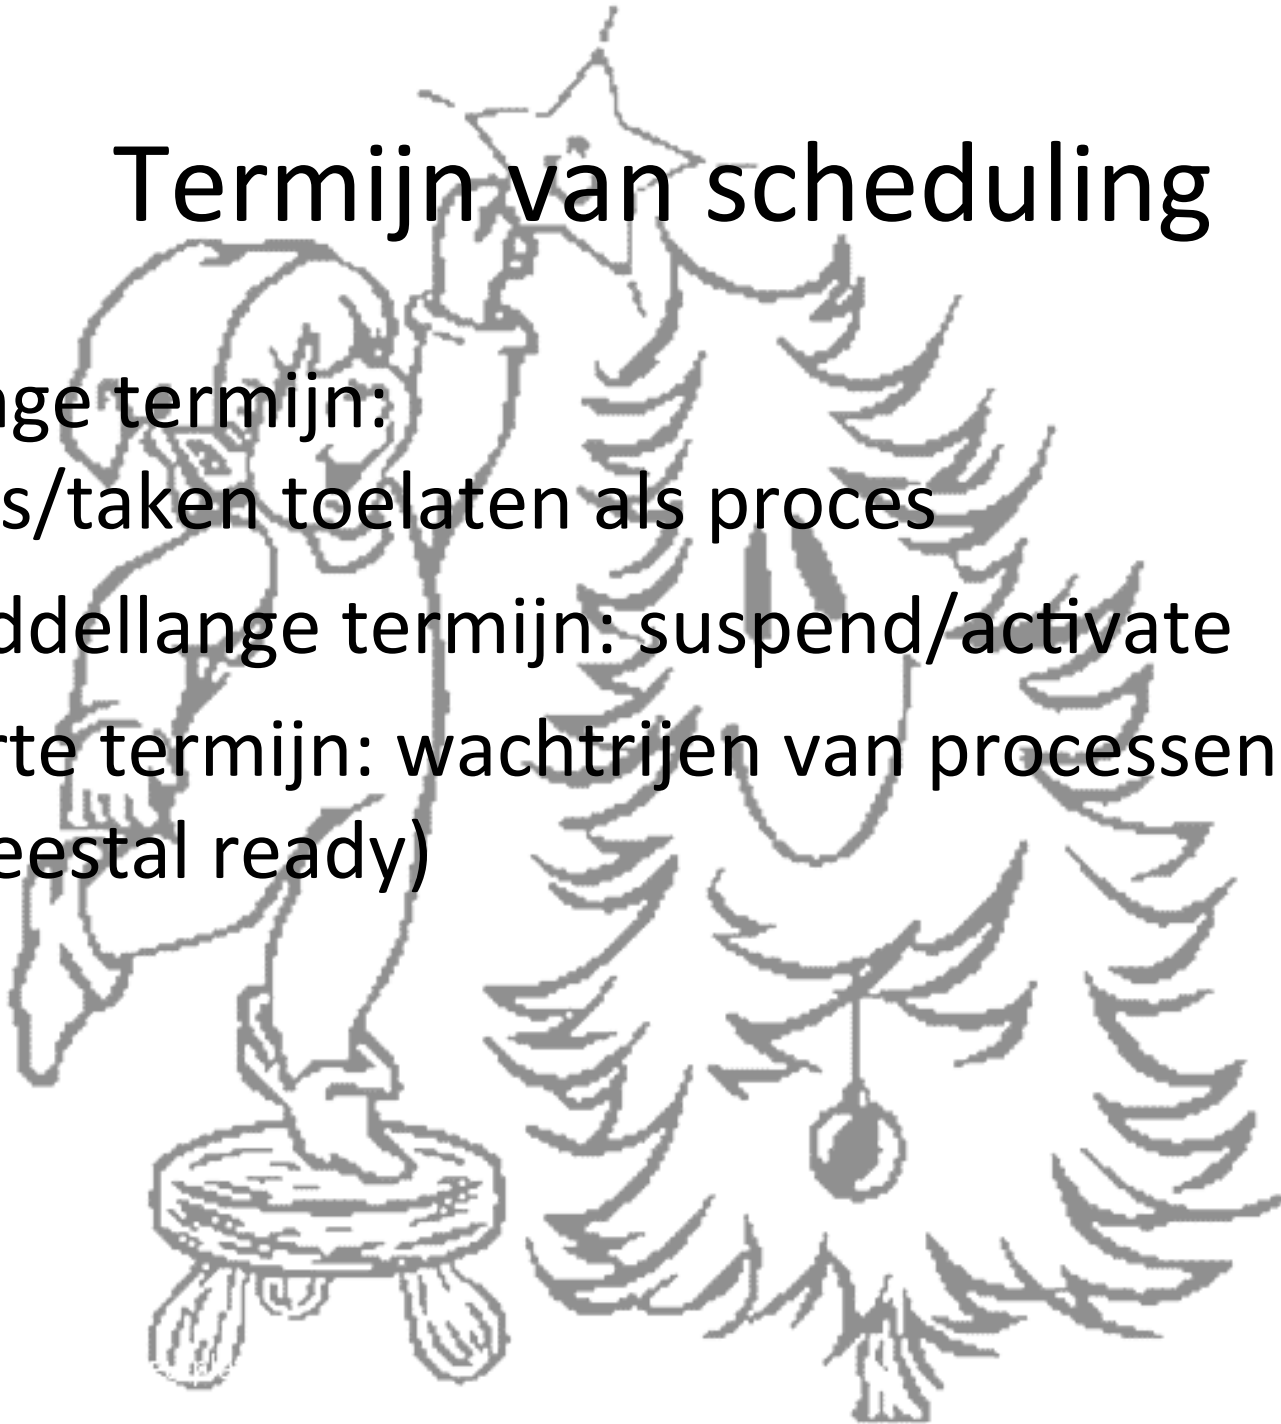 Termijn van scheduling
nge termijn:
s/taken toelaten als proces
ddellange termijn: suspend/activate
rte termijn: wachtrijen van processen
eestal ready)